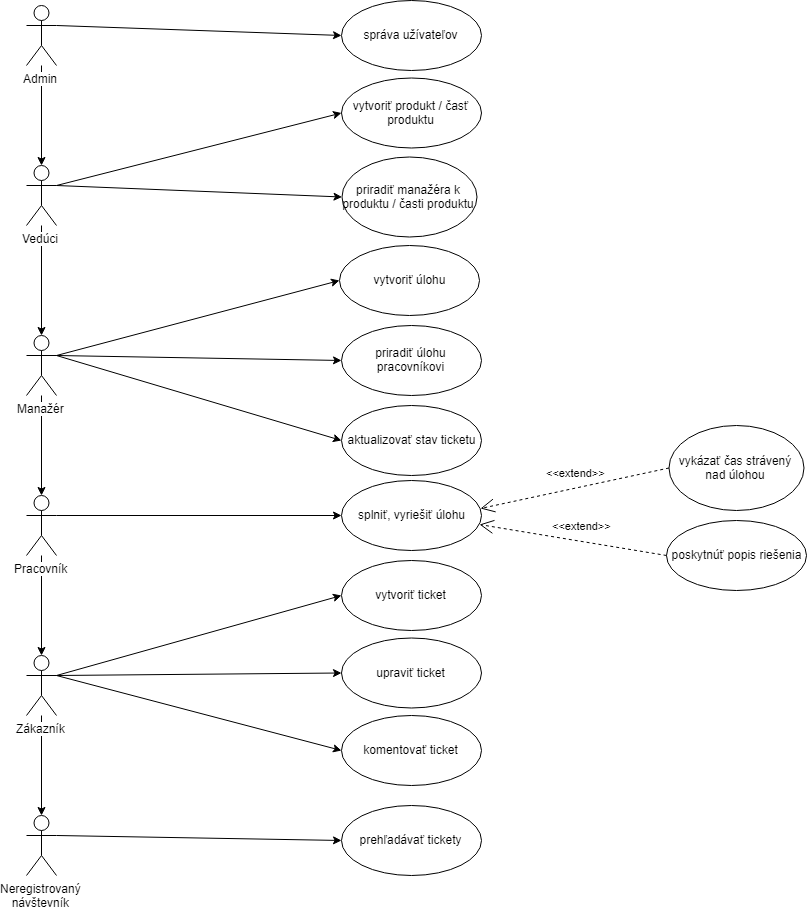 správa užívateľov
Admin
vytvoriť produkt / časť
produktu
priradiť manažéra k
produktu / časti produktu
Vedúci
vytvoriť úlohu
priradiť úlohu
pracovníkovi
Manažér
aktualizovať stav ticketu
vykázať čas strávený
nad úlohou
<<extend>>
splniť, vyriešiť úlohu
<<extend>>
poskytnúť popis riešenia
Pracovník
vytvoriť ticket
upraviť ticket
Zákazník
komentovať ticket
prehľadávať tickety
Neregistrovaný
návštevník